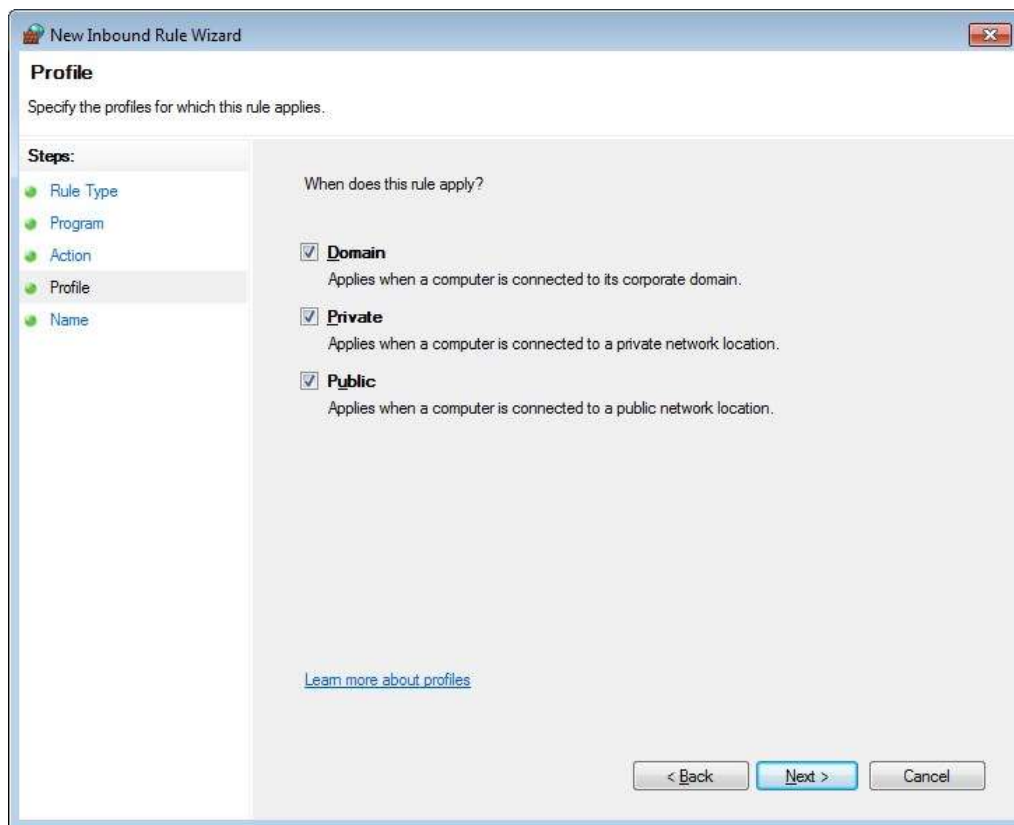 New Inbound Rule Wizard
Profile
Specify the profiles for which this rule applies.
Steps:
Rule Type
Program
Action
Profile
Name
When does this rule apply?
Domain
Applies when a computer is connected to its corporate domain.
Private
Applies when a computer is connected to a private network location.
Public
Applies when a computer is connected to a public network location.
Learn more about profiles
< Back
Next >
Cancel